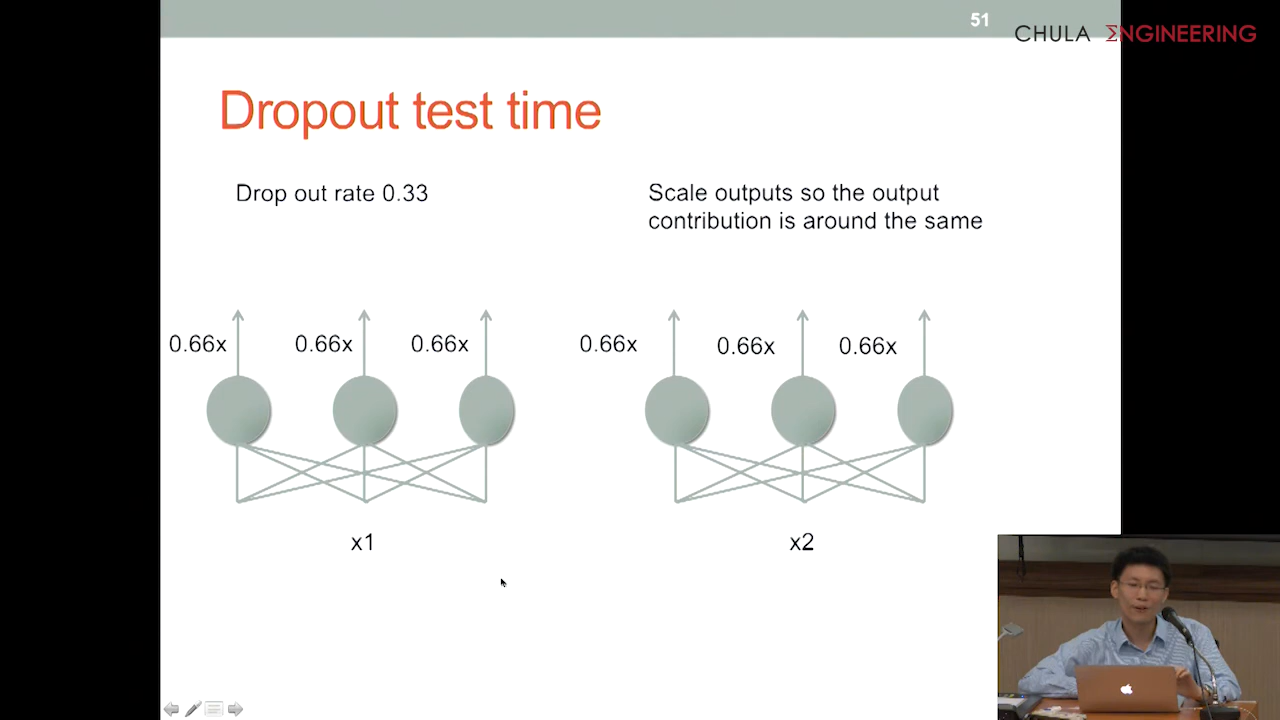 51
CHULA ΣNGINEERING
Dropout test time
Drop out rate 0.33
Scale outputs so the output
contribution is around the same
0.66x 0.66x 0.66x 0.66x 0.66x 0.66x
x1 x2